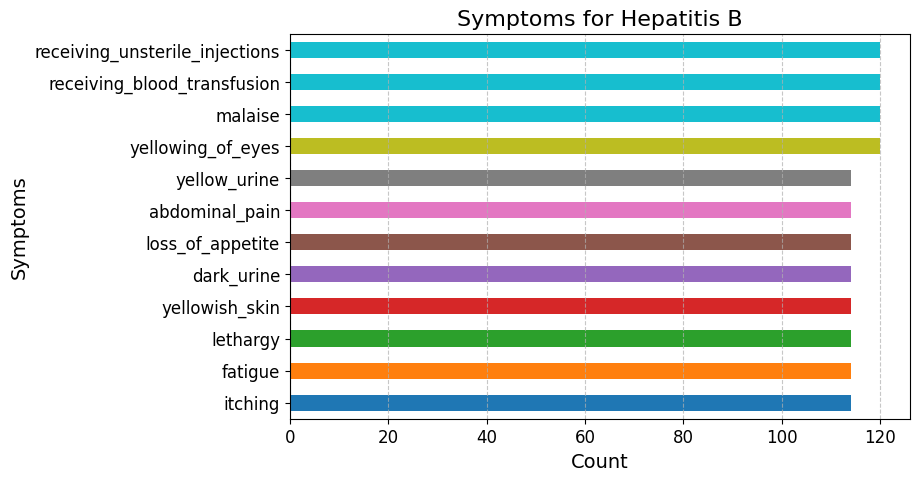 Symptoms for Hepatitis B
receiving_unsterile_injections
receiving_blood_transfusion
malaise
yellowing_of_eyes
yellow_urine
abdominal_pain
loss_of_appetite
dark_urine
yellowish_skin
lethargy
fatigue
itching
Symptoms
0 20 40 60 80 100 120
Count